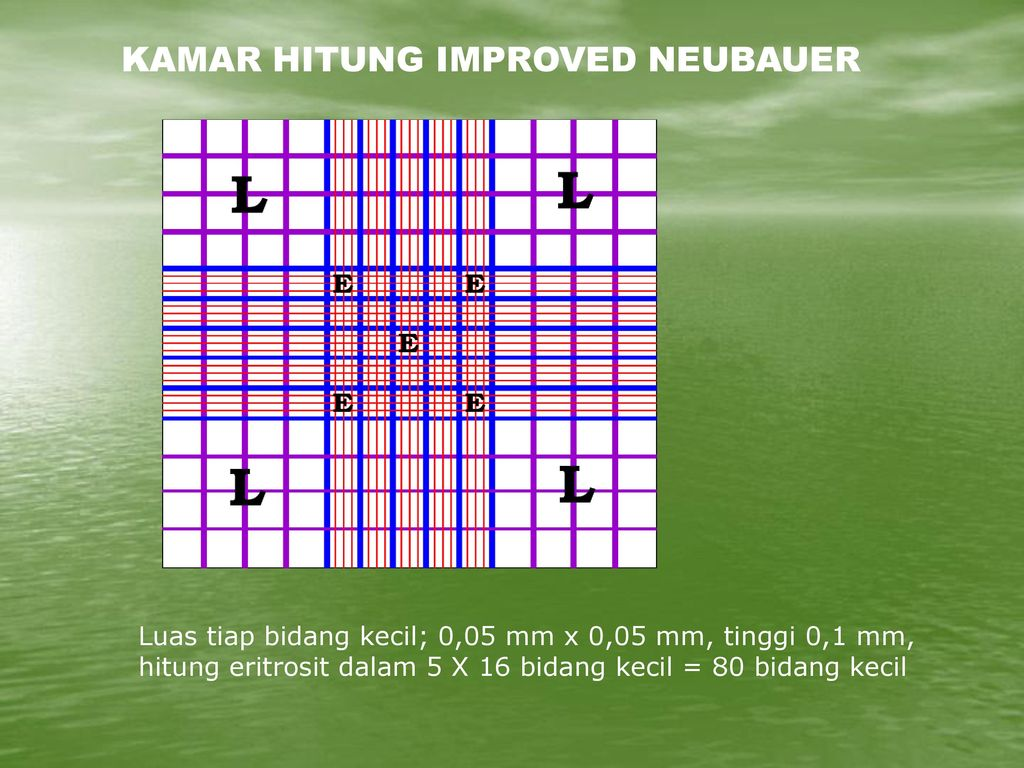 KAMAR HITUNG IMPROVED NEUBAUER
L L
E E
E
E E
L L
Luas tiap bidang kecil; 0,05 mm x 0,05 mm, tinggi 0,1 mm,
hitung eritrosit dalam 5 X 16 bidang kecil = 80 bidang kecil